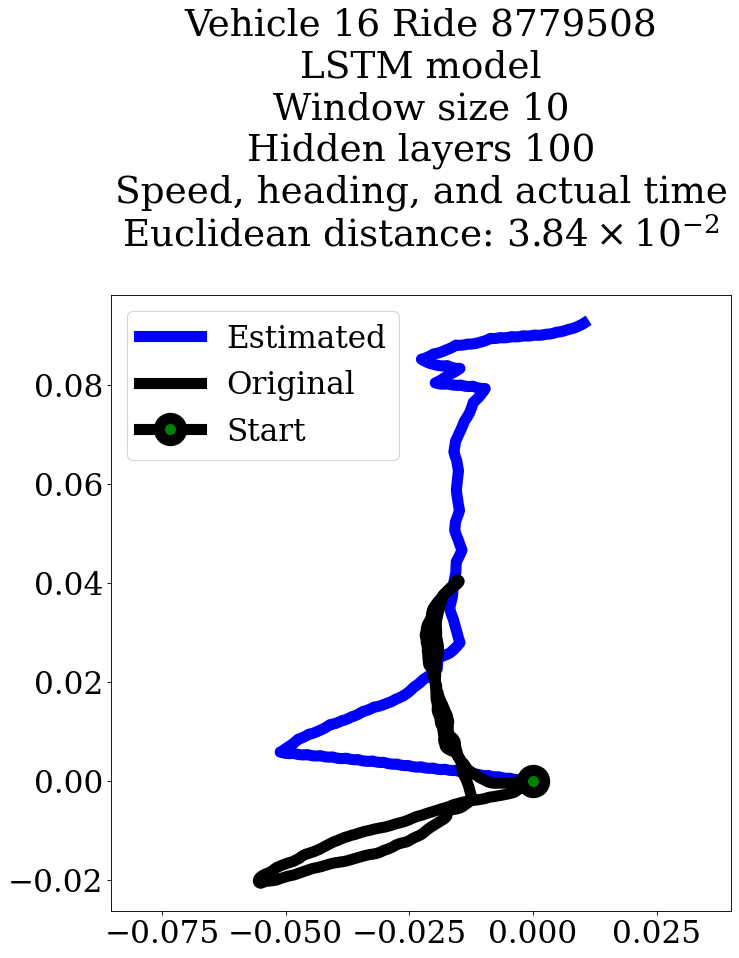 Vehicle 16 Ride 8779508
LSTM model
Window size 10
Hidden layers 100
Speed, heading, and actual time
Euclidean distance: 3.84 × 10⁻²
Estimated
Original
Start
0.08
0.06
0.04
0.02
0.00
−0.02
−0.075 −0.050 −0.025 0.000 0.025